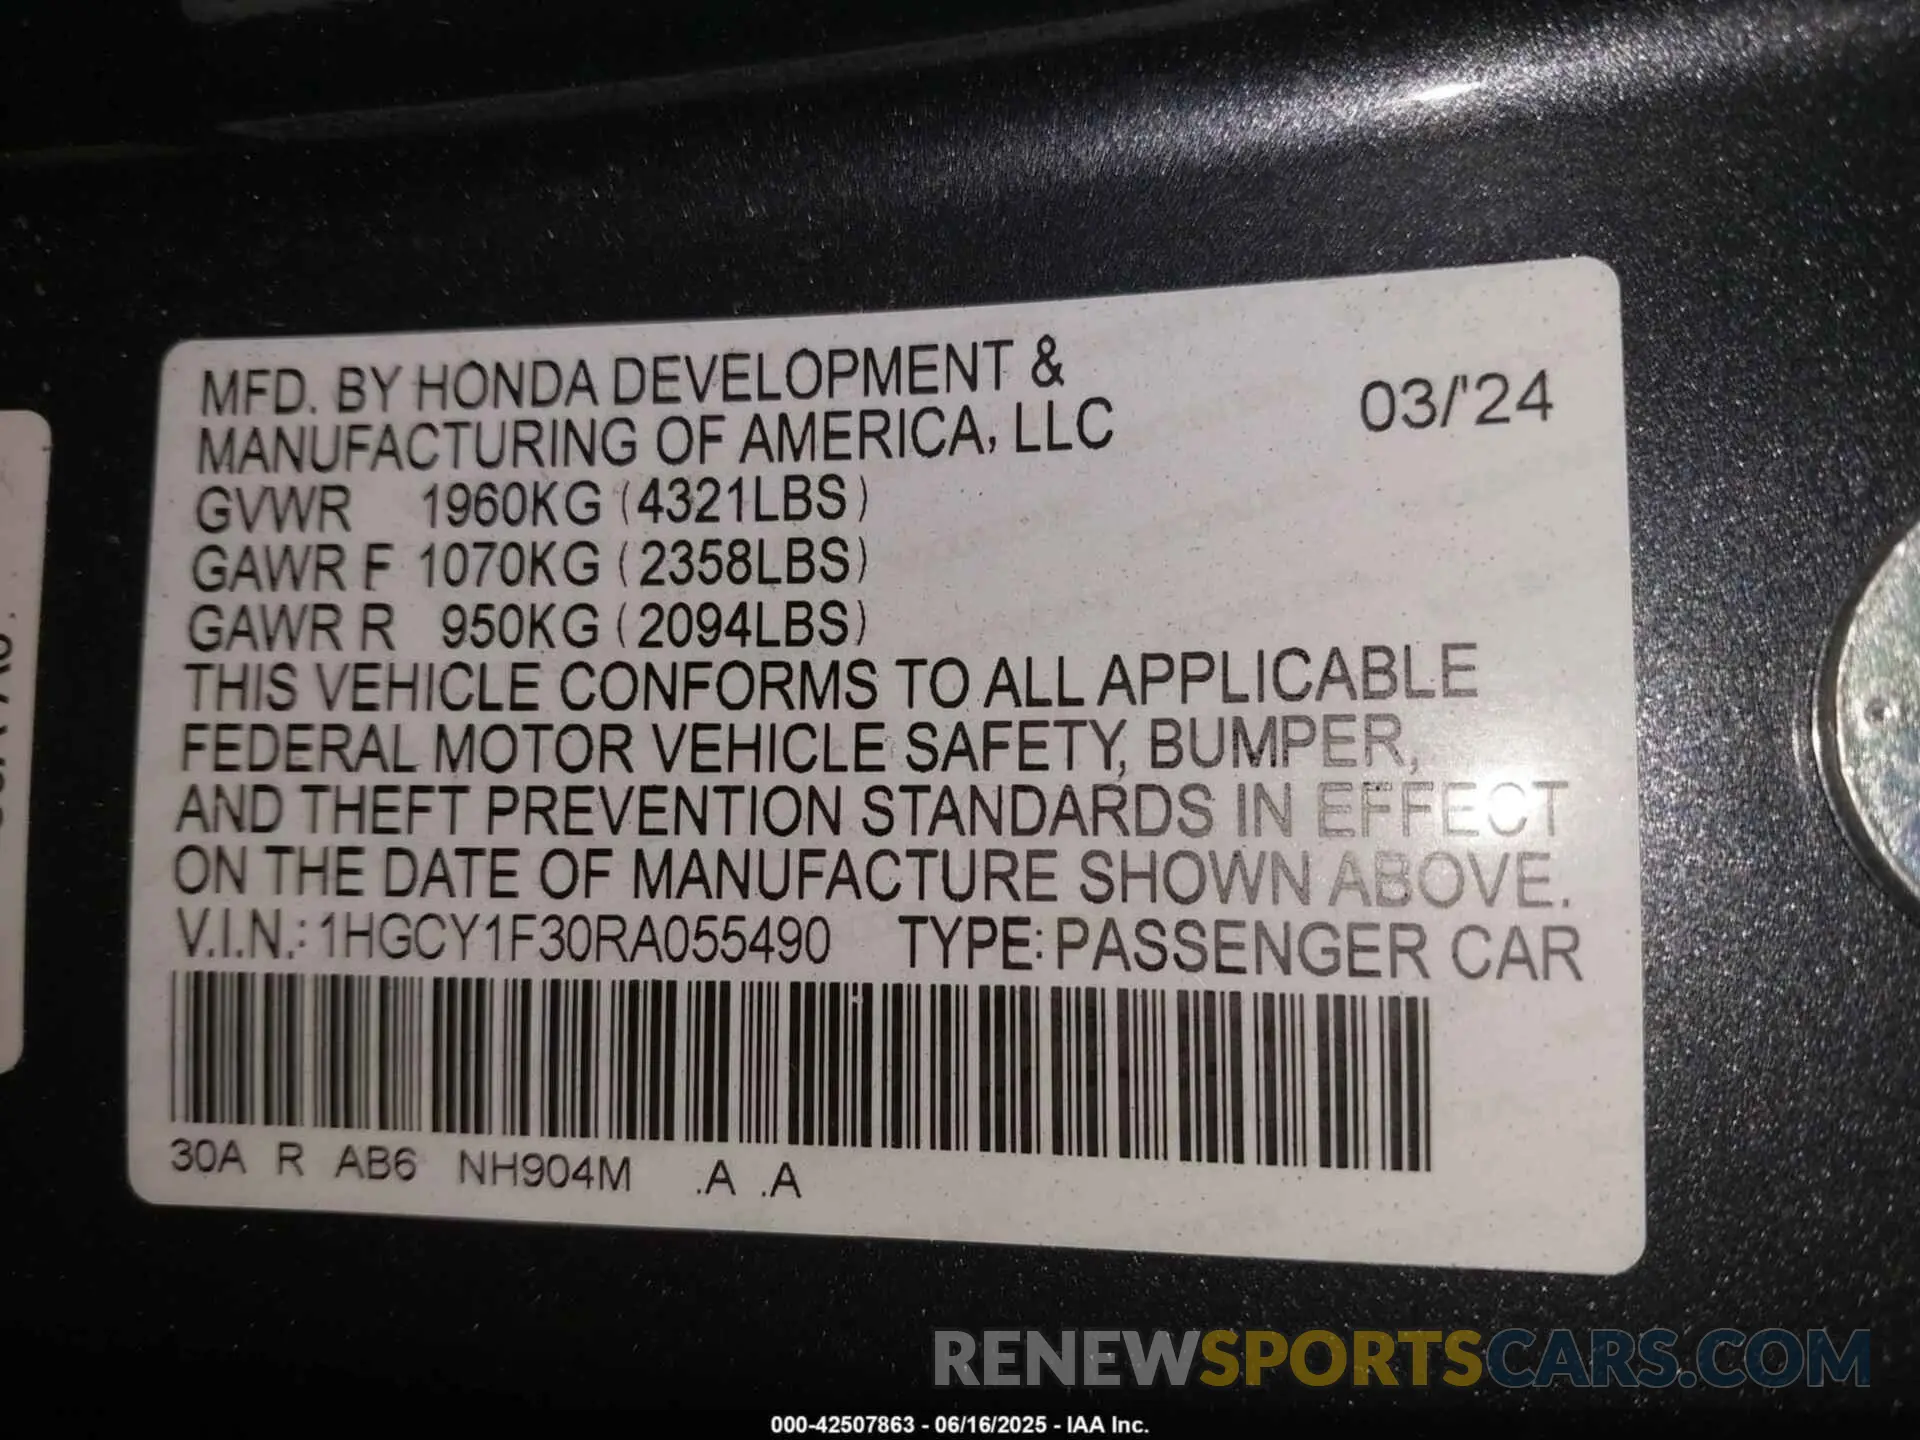 MFD. BY HONDA DEVELOPMENT &
MANUFACTURING OF AMERICA, LLC
03/'24
GVWR 1960KG (4321LBS)
GAWR F 1070KG (2358LBS)
GAWR R 950KG (2094LBS)
THIS VEHICLE CONFORMS TO ALL APPLICABLE
FEDERAL MOTOR VEHICLE SAFETY, BUMPER,
AND THEFT PREVENTION STANDARDS IN EFFECT
ON THE DATE OF MANUFACTURE SHOWN ABOVE.
V.I.N.: 1HGCY1F30RA055490 TYPE: PASSENGER CAR
30A R AB6 NH904M .A .A
RENEWSPORTSCARS.COM
000-42507863 - 06/16/2025 - IAA Inc.